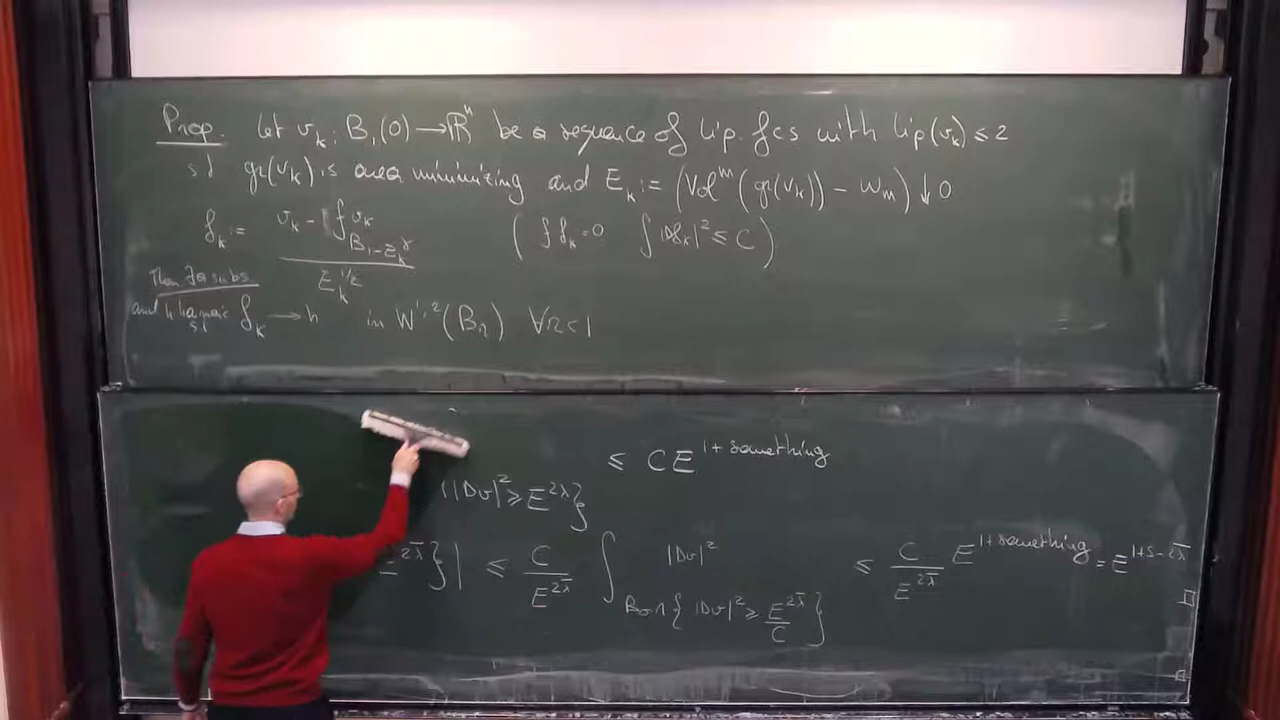 Prop. Let v_k : B_1(0) → ℝ^n be a sequence of Lip. fcs with Lip(v_k) ≤ 2
st gr(v_k) is area minimizing and E_k := (Vol^m (gr(v_k)) − ω_m) ↓ 0
f_k := (v_k − ⨍_{B_{1−E_k^γ}} v_k) / E_k^{1/2} ( ⨍ f_k = 0 ∫ |Df_k|^2 ≤ C )
Then ∃ a subs
and h harmonic s.t. f_k → h in W^{1,2}(B_r) ∀ r < 1
≤ C E^{1+something}
{|Dv|^2 ≥ E^{2λ}}
E^{2λ̄}}| ≤ C/E^{2λ̄} ∫_{B_σ ∩ {|Dv|^2 ≥ E^{2λ̄}/C}} |Dv|^2 ≤ C/E^{2λ̄} E^{1+something} = E^{1+δ−2λ̄}
□